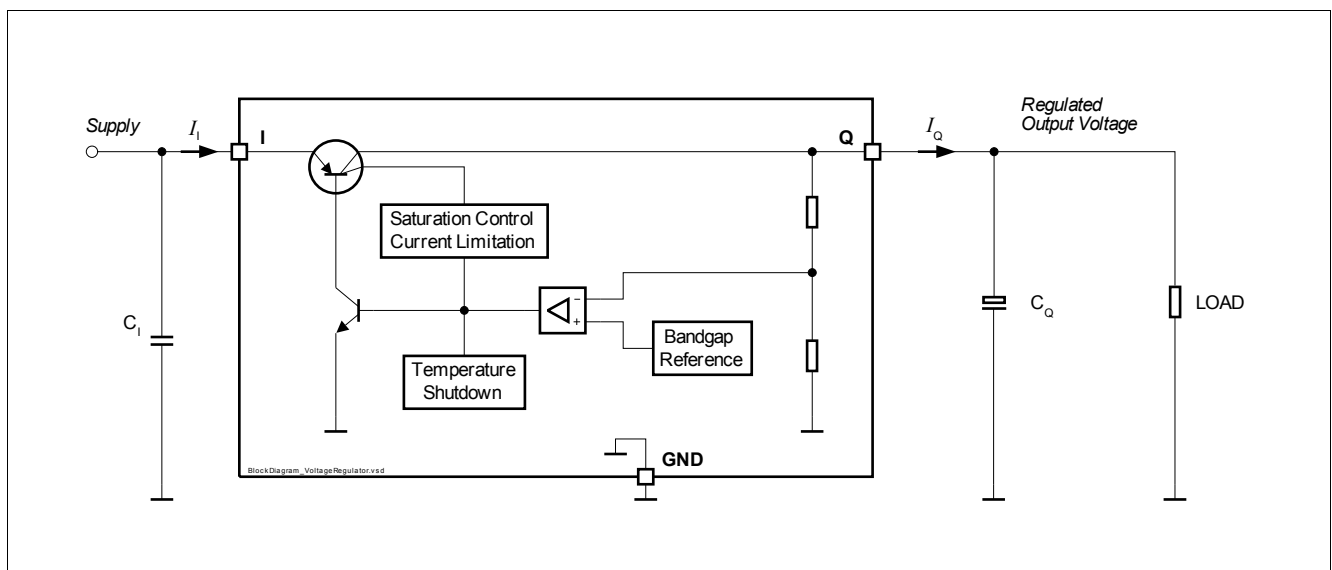 Supply
I_I
I
Q
I_Q
Regulated
Output Voltage
Saturation Control
Current Limitation
C_I
-
+
Bandgap
Reference
Temperature
Shutdown
C_Q
LOAD
GND
BlockDiagram_VoltageRegulator.vsd